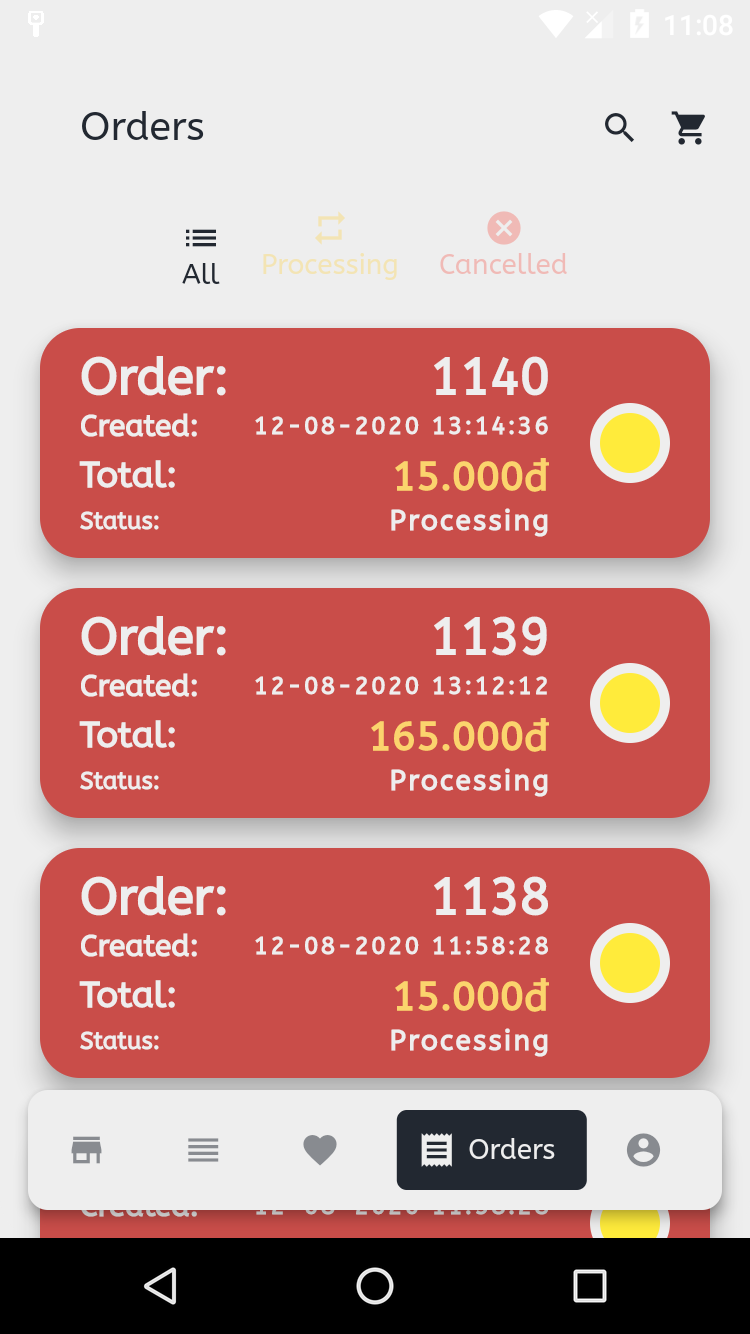 11:08
Orders
All
Processing
Cancelled
Order: 1140
Created: 12-08-2020 13:14:36
Total: 15.000đ
Status: Processing
Order: 1139
Created: 12-08-2020 13:12:12
Total: 165.000đ
Status: Processing
Order: 1138
Created: 12-08-2020 11:58:28
Total: 15.000đ
Status: Processing
Orders
Created: